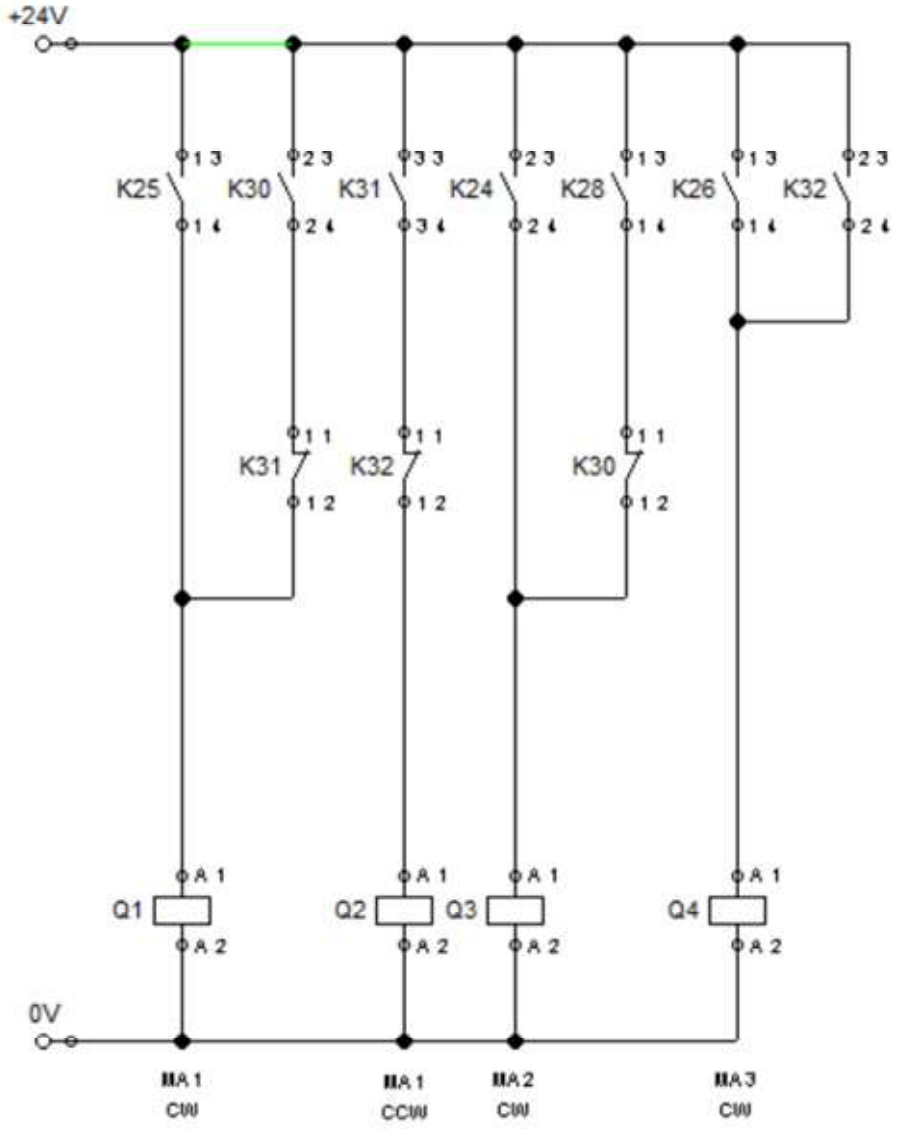 +24V
13 23 33 23 13 13 23
K25 K30 K31 K24 K28 K26 K32
14 24 34 24 14 14 24
11 11 11
K31 K32 K30
12 12 12
A1 A1 A1 A1
Q1 Q2 Q3 Q4
A2 A2 A2 A2
0V
MA1 MA1 MA2 MA3
CW CCW CW CW